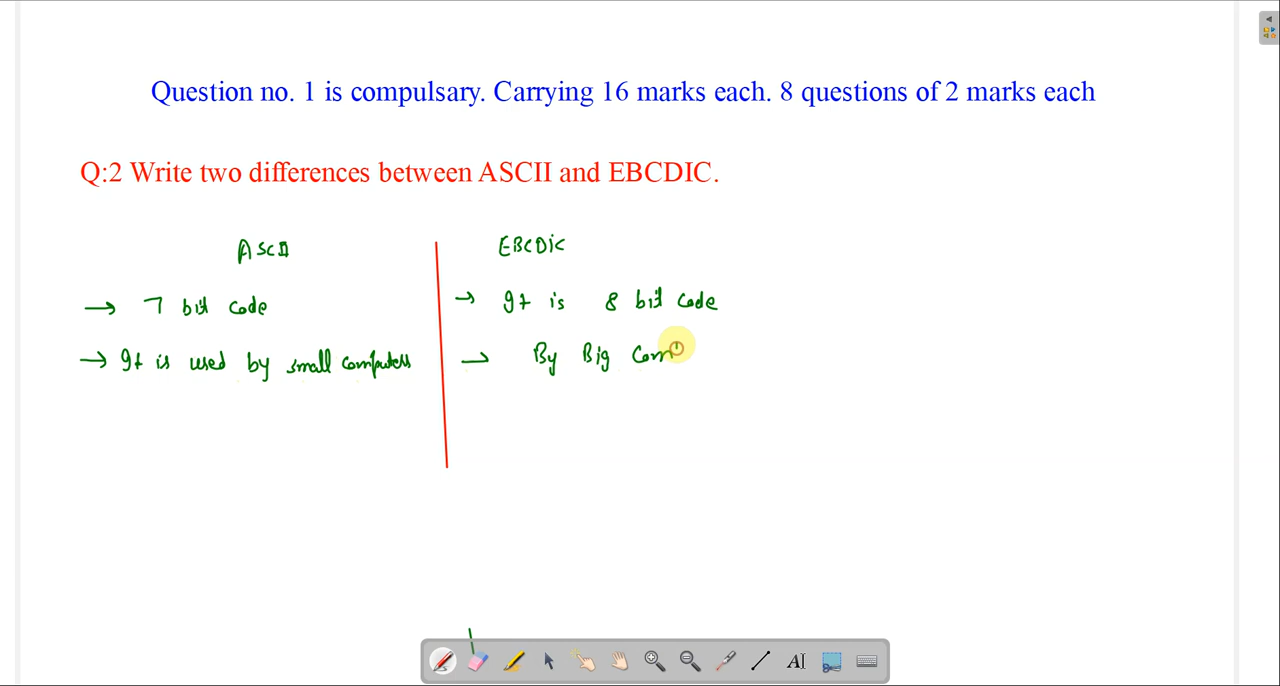 Question no. 1 is compulsary. Carrying 16 marks each. 8 questions of 2 marks each
Q:2 Write two differences between ASCII and EBCDIC.
ASCII
→ 7 bit code
→ It is used by small computers
EBCDIC
→ It is 8 bit code
→ By Big Com
AI